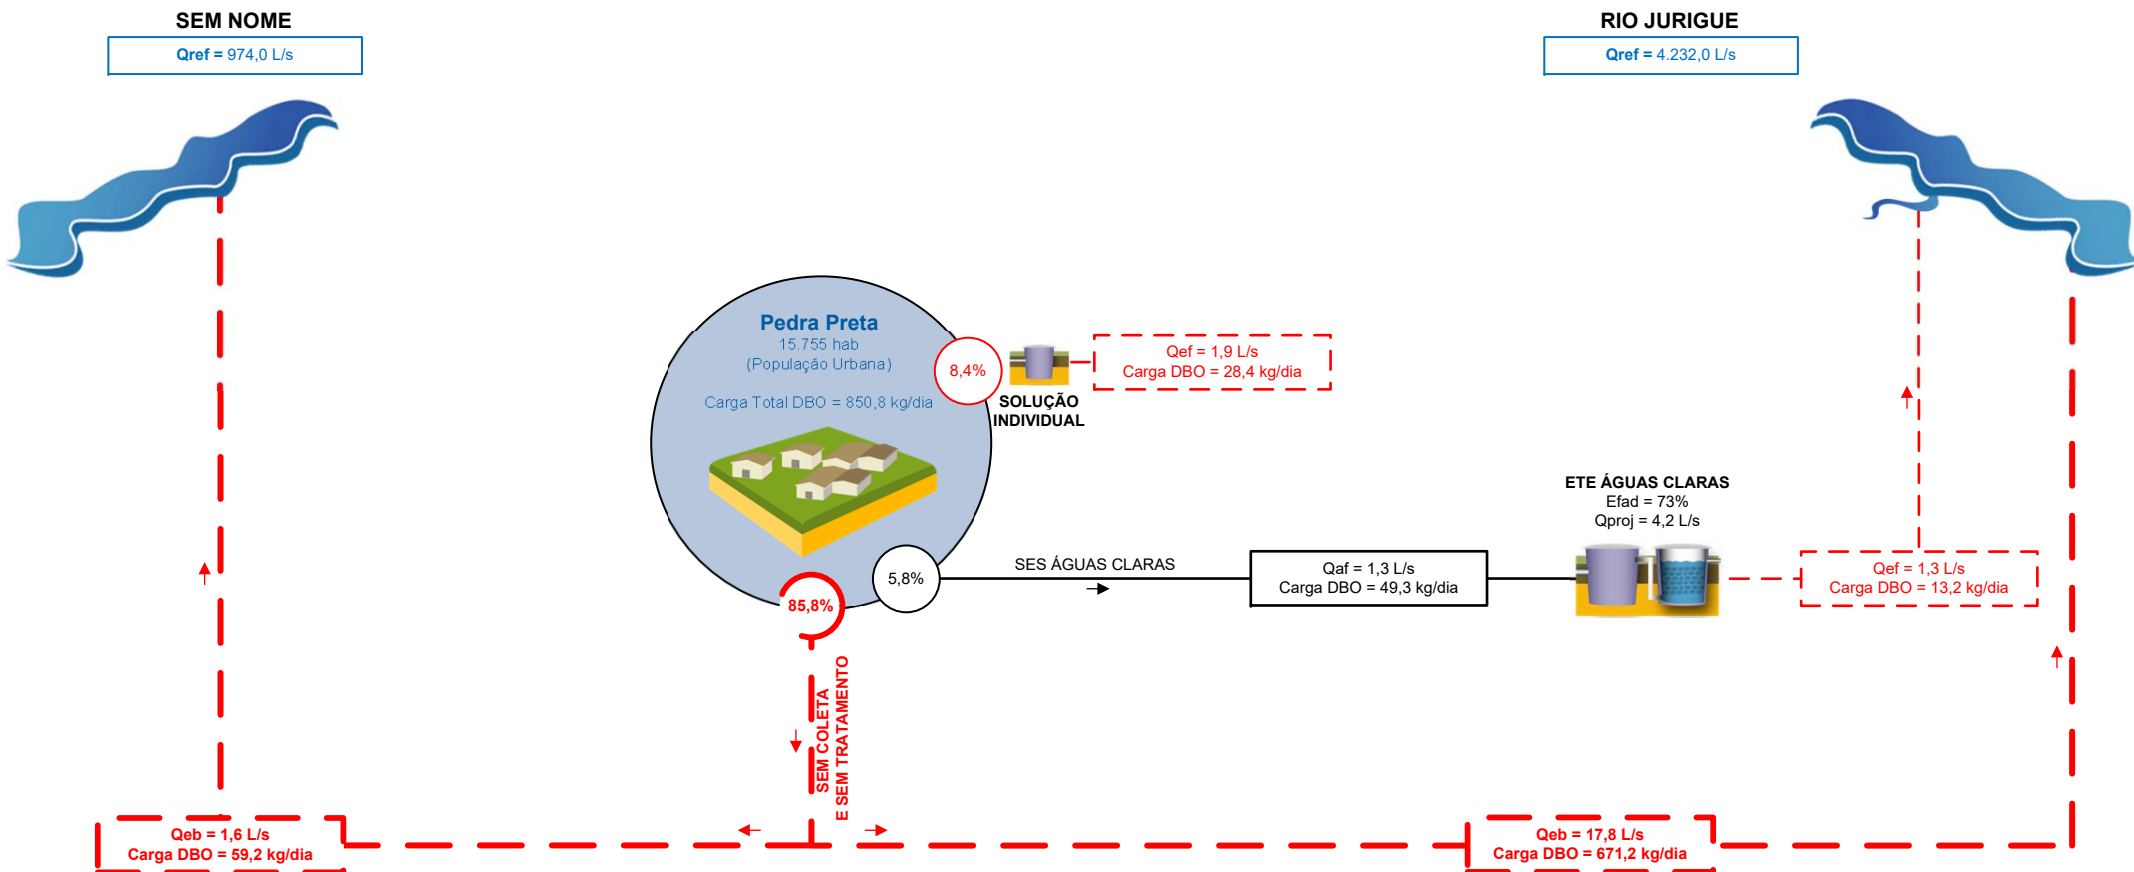 SEM NOME
Qref = 974,0 L/s
RIO JURIGUE
Qref = 4.232,0 L/s
Pedra Preta
15.755 hab
(População Urbana)
Carga Total DBO = 850,8 kg/dia
8,4%
SOLUÇÃO
INDIVIDUAL
Qef = 1,9 L/s
Carga DBO = 28,4 kg/dia
ETE ÁGUAS CLARAS
Efad = 73%
Qproj = 4,2 L/s
5,8%
SES ÁGUAS CLARAS
Qaf = 1,3 L/s
Carga DBO = 49,3 kg/dia
Qef = 1,3 L/s
Carga DBO = 13,2 kg/dia
85,8%
SEM COLETA
E SEM TRATAMENTO
Qeb = 1,6 L/s
Carga DBO = 59,2 kg/dia
Qeb = 17,8 L/s
Carga DBO = 671,2 kg/dia